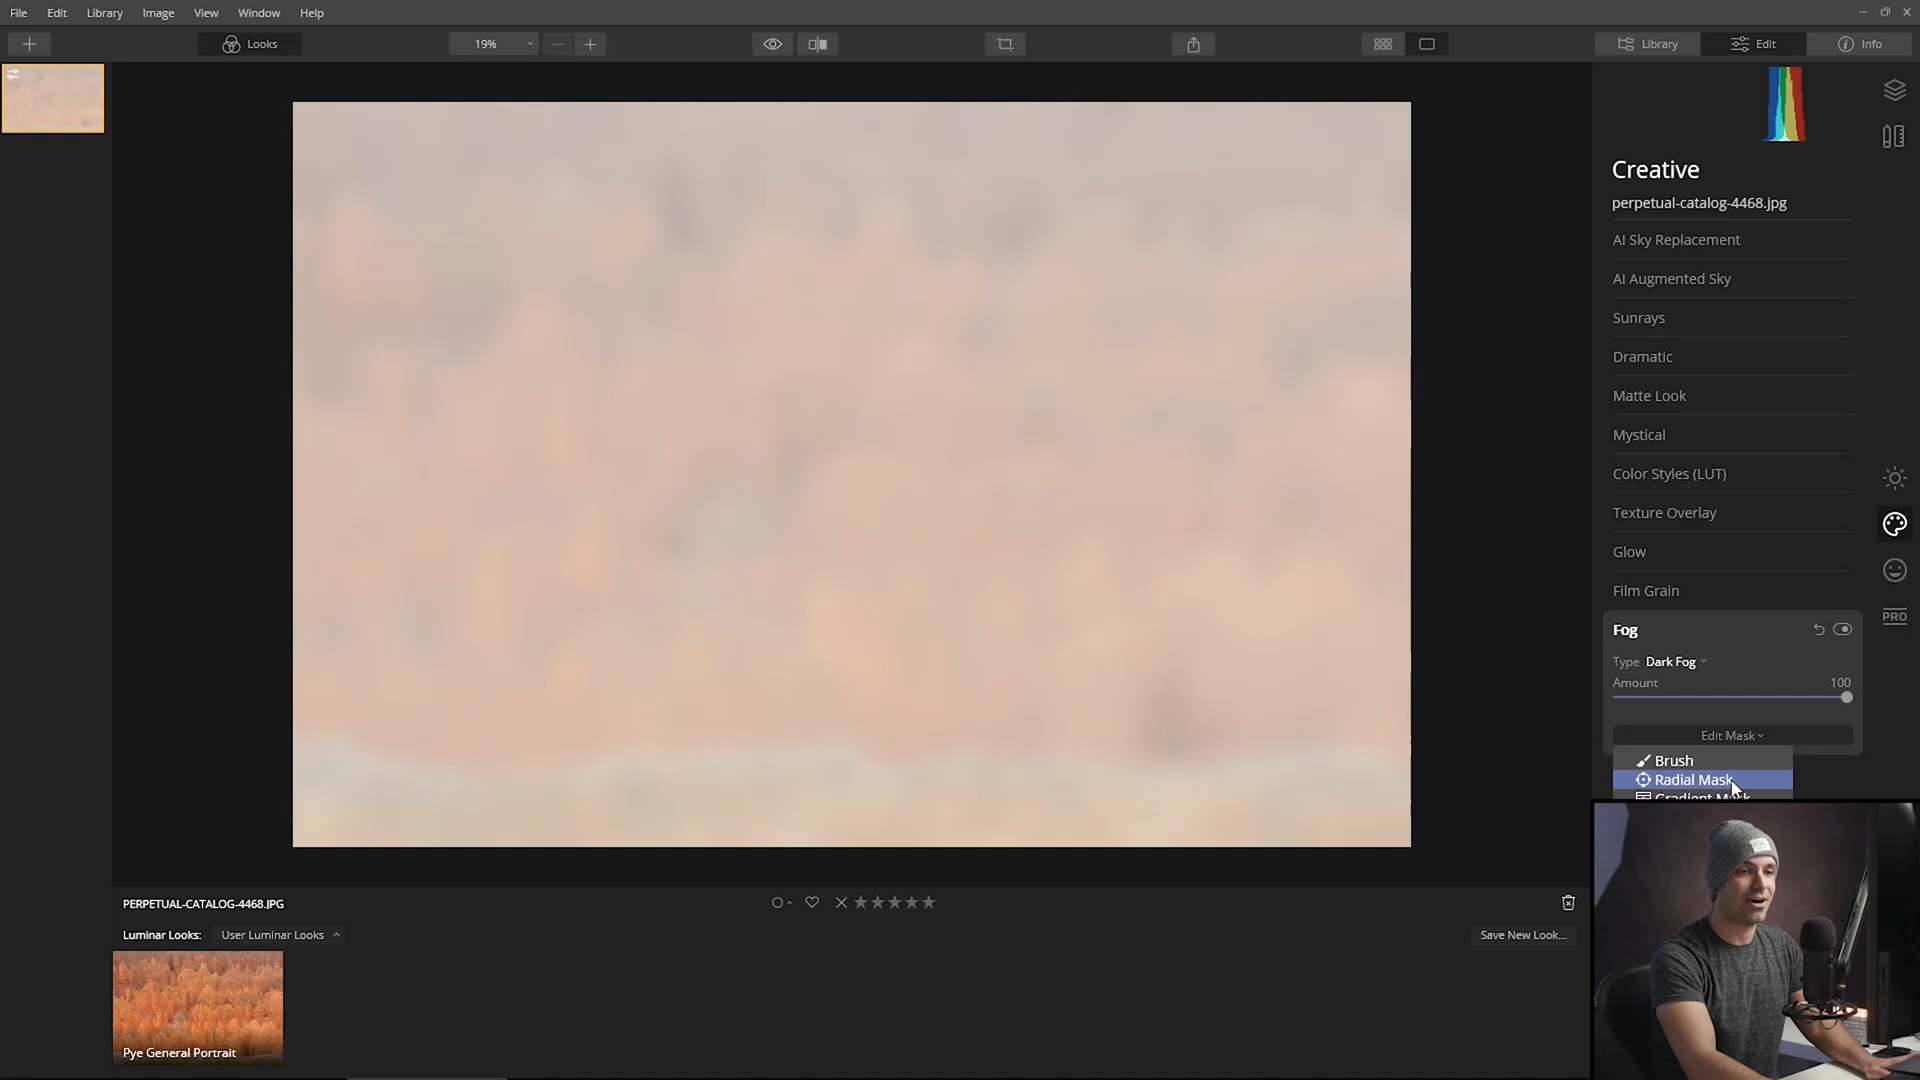 File Edit Library Image View Window Help
Looks 19% Library Edit Info
Creative
perpetual-catalog-4468.jpg
AI Sky Replacement
AI Augmented Sky
Sunrays
Dramatic
Matte Look
Mystical
Color Styles (LUT)
Texture Overlay
Glow
Film Grain
PRO
Fog
Type Dark Fog
Amount 100
Edit Mask
Brush
Radial Mask
Gradient Mask
PERPETUAL-CATALOG-4468.JPG
Luminar Looks: User Luminar Looks Save New Look...
Pye General Portrait